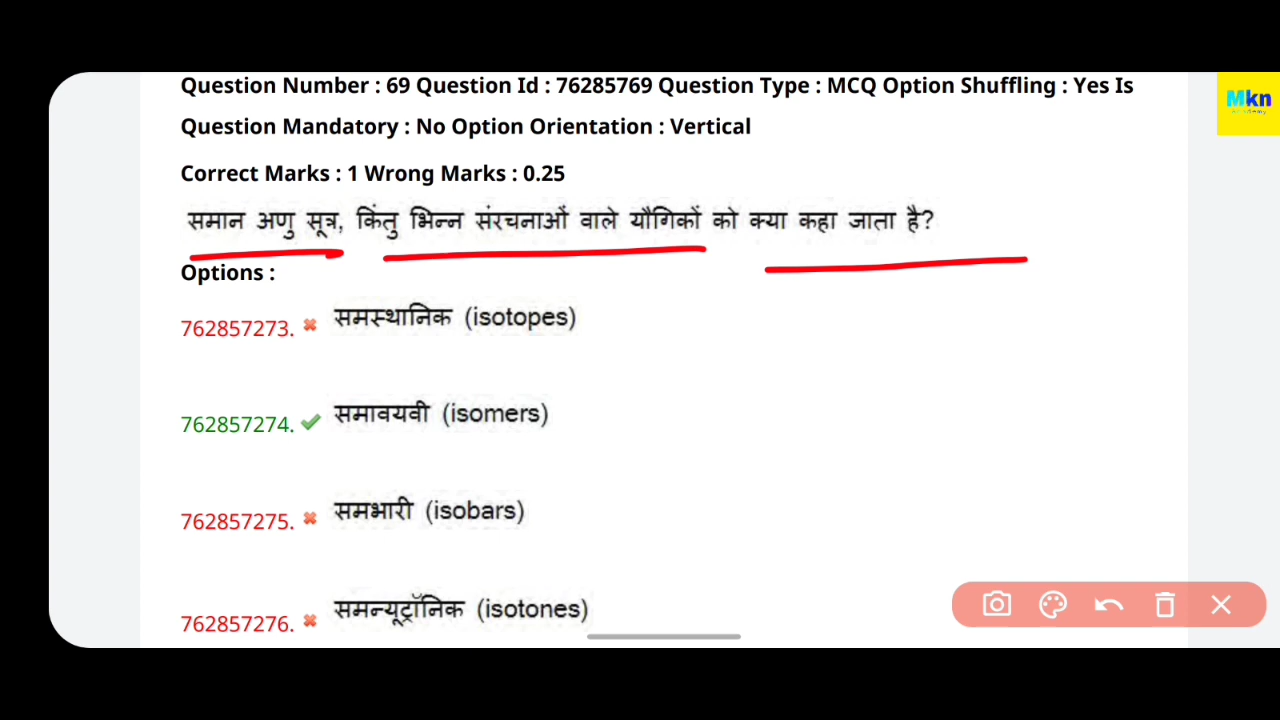 Question Number : 69 Question Id : 76285769 Question Type : MCQ Option Shuffling : Yes Is
Mkn
Academy
Question Mandatory : No Option Orientation : Vertical
Correct Marks : 1 Wrong Marks : 0.25
समान अणु सूत्र, किंतु भिन्न संरचनाओं वाले यौगिकों को क्या कहा जाता है?
Options :
762857273. समस्थानिक (isotopes)
762857274. समावयवी (isomers)
762857275. समभारी (isobars)
762857276. समन्यूट्रॉनिक (isotones)